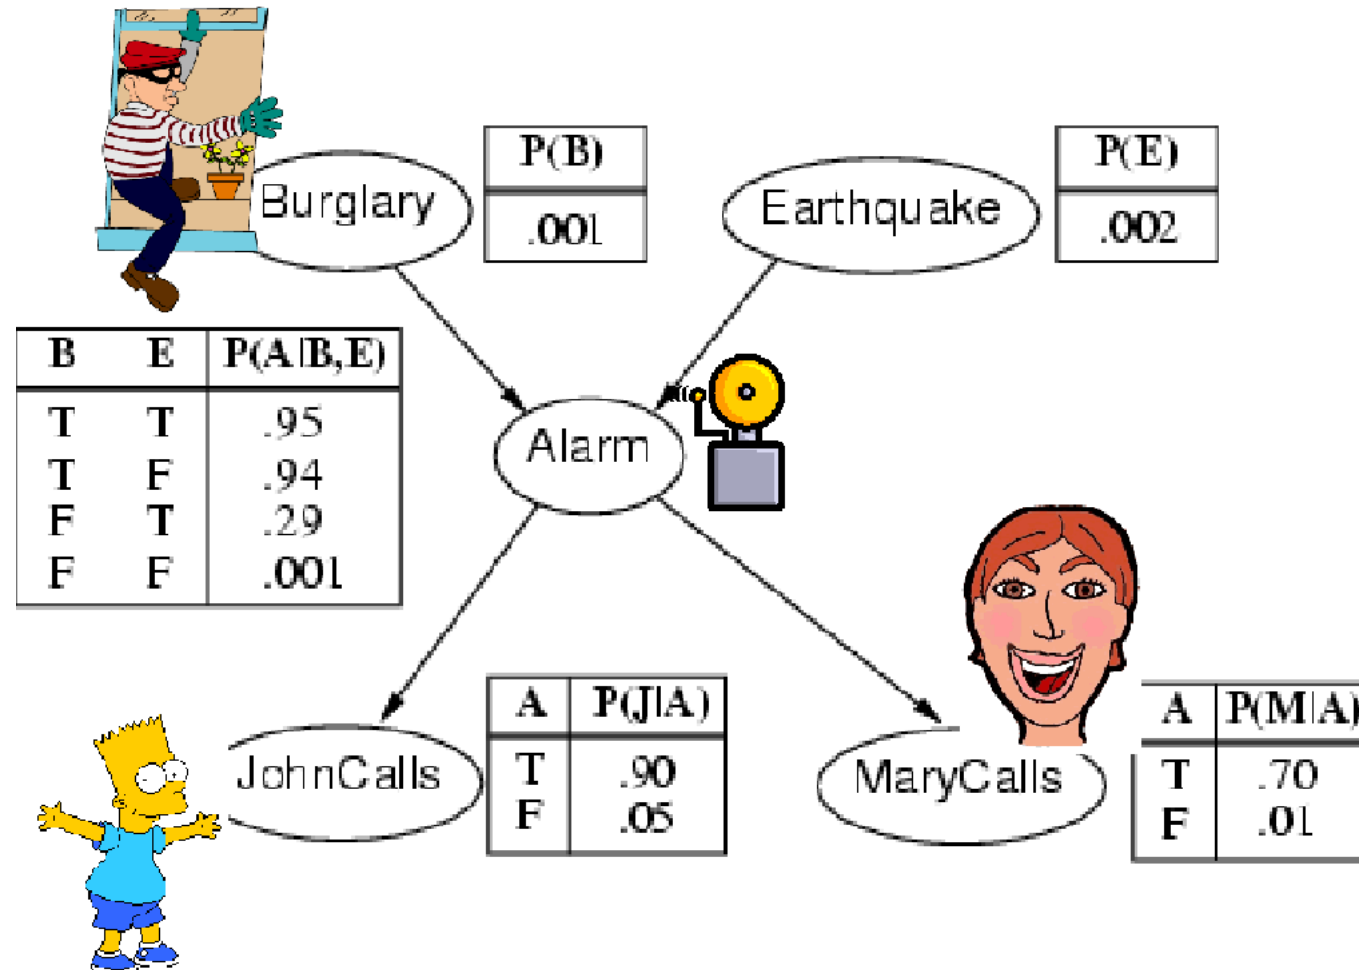 P(B)
.001
Burglary
P(E)
.002
Earthquake
B E P(A|B,E)
T T .95
T F .94
F T .29
F F .001
Alarm
A P(J|A)
T .90
F .05
JohnCalls
A P(M|A)
T .70
F .01
MaryCalls